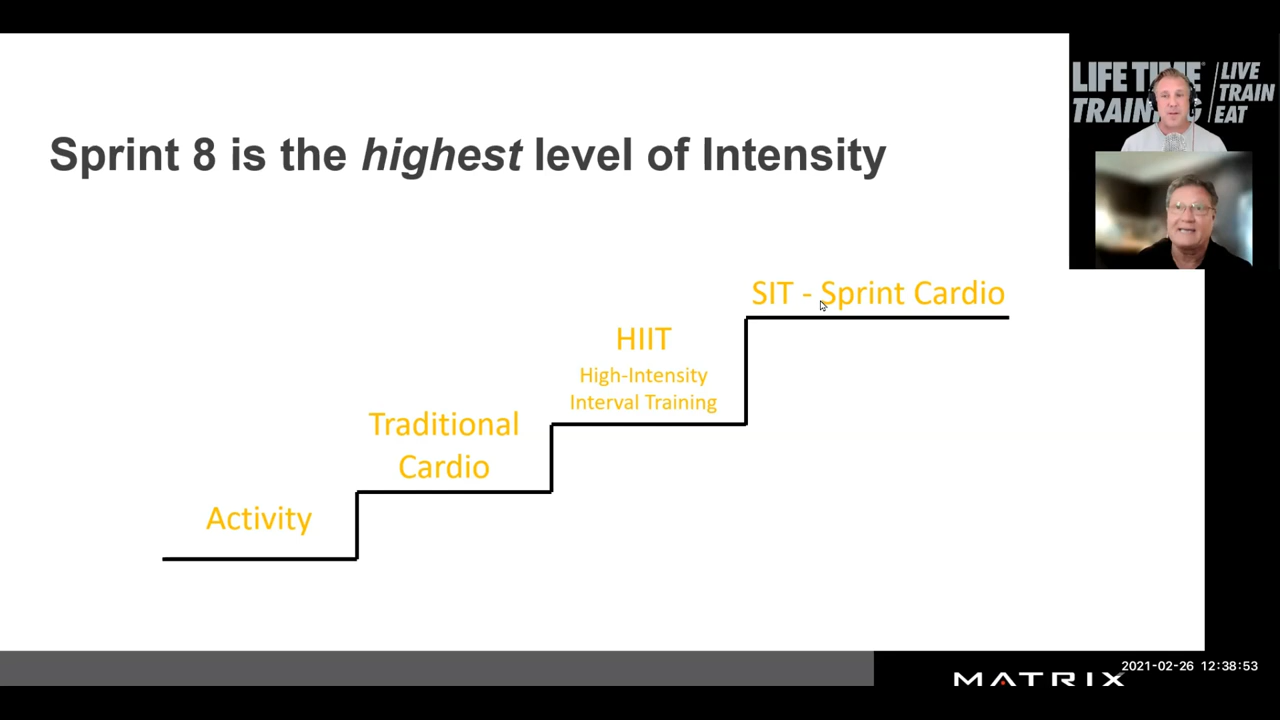 LIFE TIME
TRAINING
LIVE
TRAIN
EAT
Sprint 8 is the highest level of Intensity
SIT - Sprint Cardio
HIIT
High-Intensity
Interval Training
Traditional
Cardio
Activity
2021-02-26 12:38:53
MATRIX